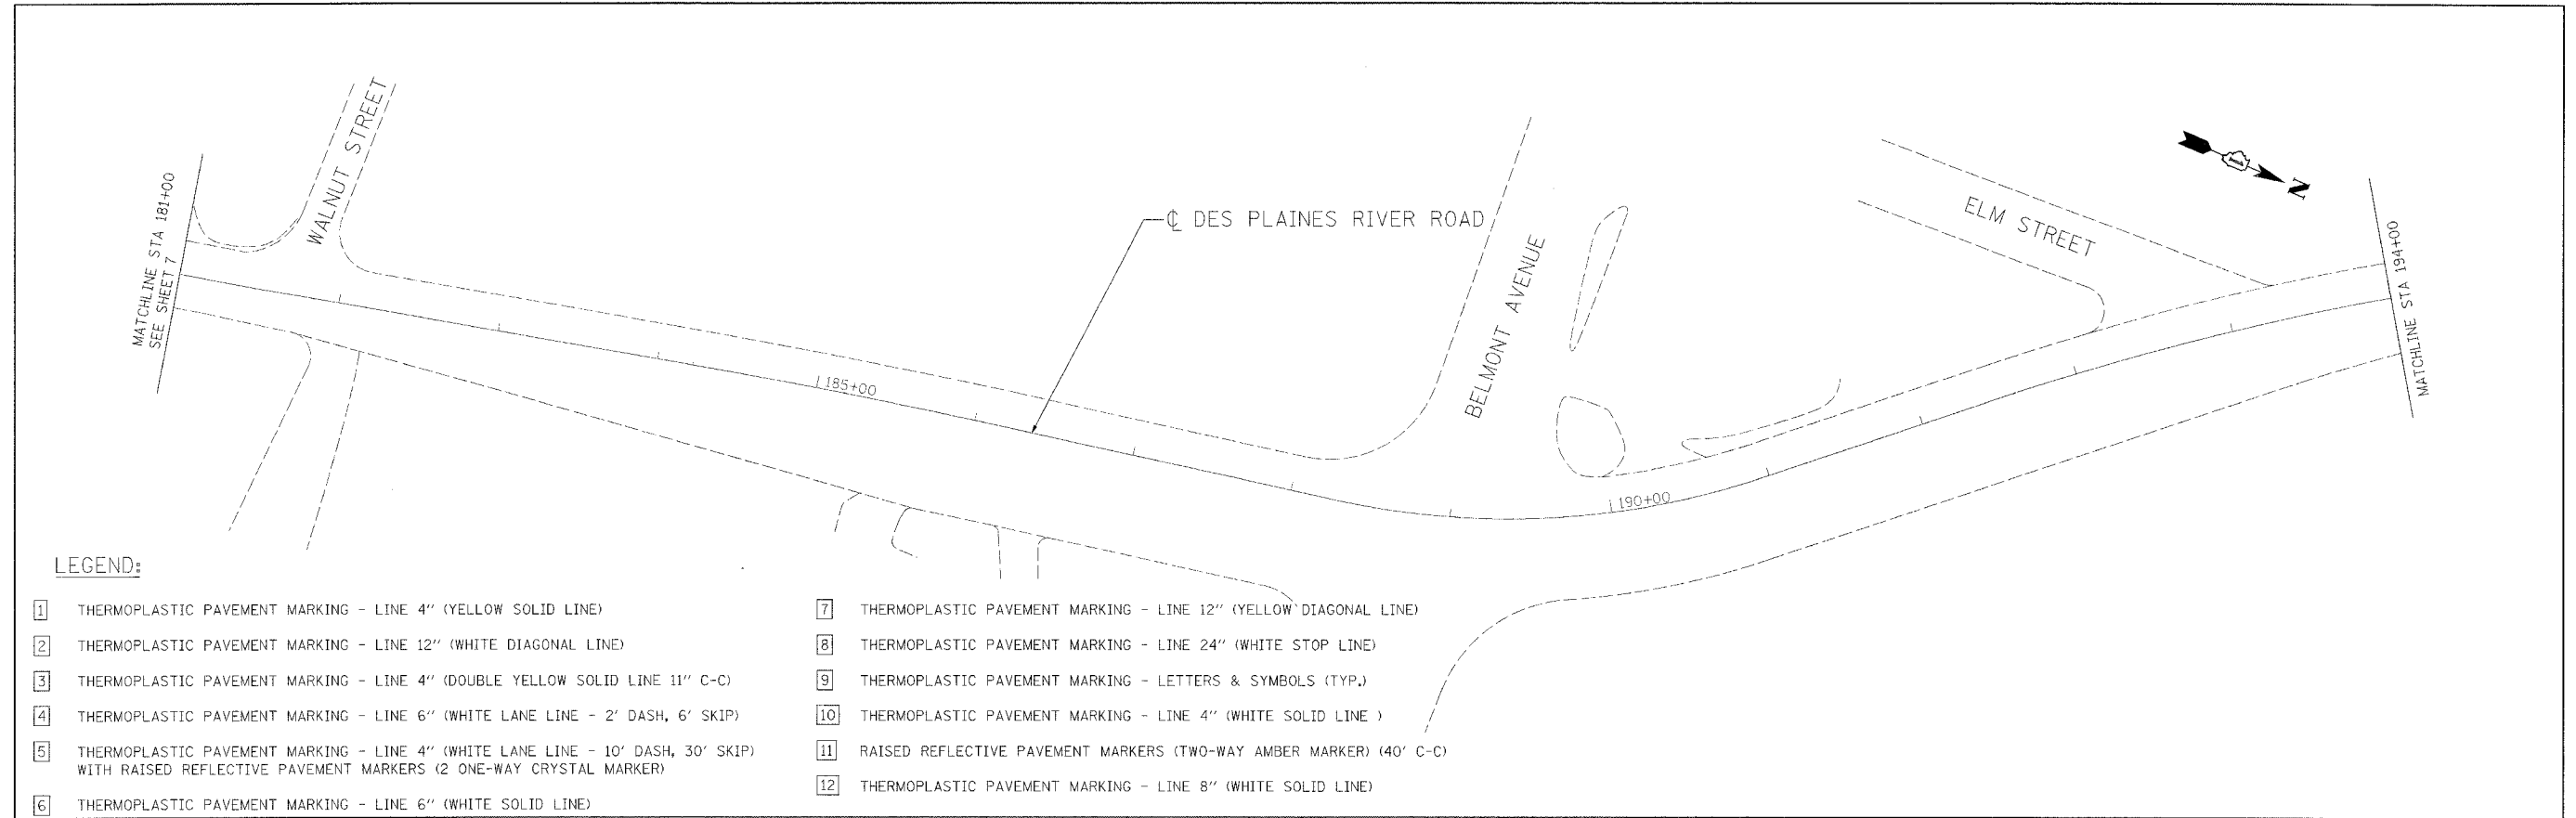 WALNUT STREET
MATCHLINE STA 181+00
SEE SHEET 7
℄ DES PLAINES RIVER ROAD
185+00
BELMONT AVENUE
190+00
ELM STREET
N
MATCHLINE STA 194+00
LEGEND:
1 THERMOPLASTIC PAVEMENT MARKING - LINE 4" (YELLOW SOLID LINE)
2 THERMOPLASTIC PAVEMENT MARKING - LINE 12" (WHITE DIAGONAL LINE)
3 THERMOPLASTIC PAVEMENT MARKING - LINE 4" (DOUBLE YELLOW SOLID LINE 11" C-C)
4 THERMOPLASTIC PAVEMENT MARKING - LINE 6" (WHITE LANE LINE - 2' DASH, 6' SKIP)
5 THERMOPLASTIC PAVEMENT MARKING - LINE 4" (WHITE LANE LINE - 10' DASH, 30' SKIP)
WITH RAISED REFLECTIVE PAVEMENT MARKERS (2 ONE-WAY CRYSTAL MARKER)
6 THERMOPLASTIC PAVEMENT MARKING - LINE 6" (WHITE SOLID LINE)
7 THERMOPLASTIC PAVEMENT MARKING - LINE 12" (YELLOW DIAGONAL LINE)
8 THERMOPLASTIC PAVEMENT MARKING - LINE 24" (WHITE STOP LINE)
9 THERMOPLASTIC PAVEMENT MARKING - LETTERS & SYMBOLS (TYP.)
10 THERMOPLASTIC PAVEMENT MARKING - LINE 4" (WHITE SOLID LINE )
11 RAISED REFLECTIVE PAVEMENT MARKERS (TWO-WAY AMBER MARKER) (40' C-C)
12 THERMOPLASTIC PAVEMENT MARKING - LINE 8" (WHITE SOLID LINE)